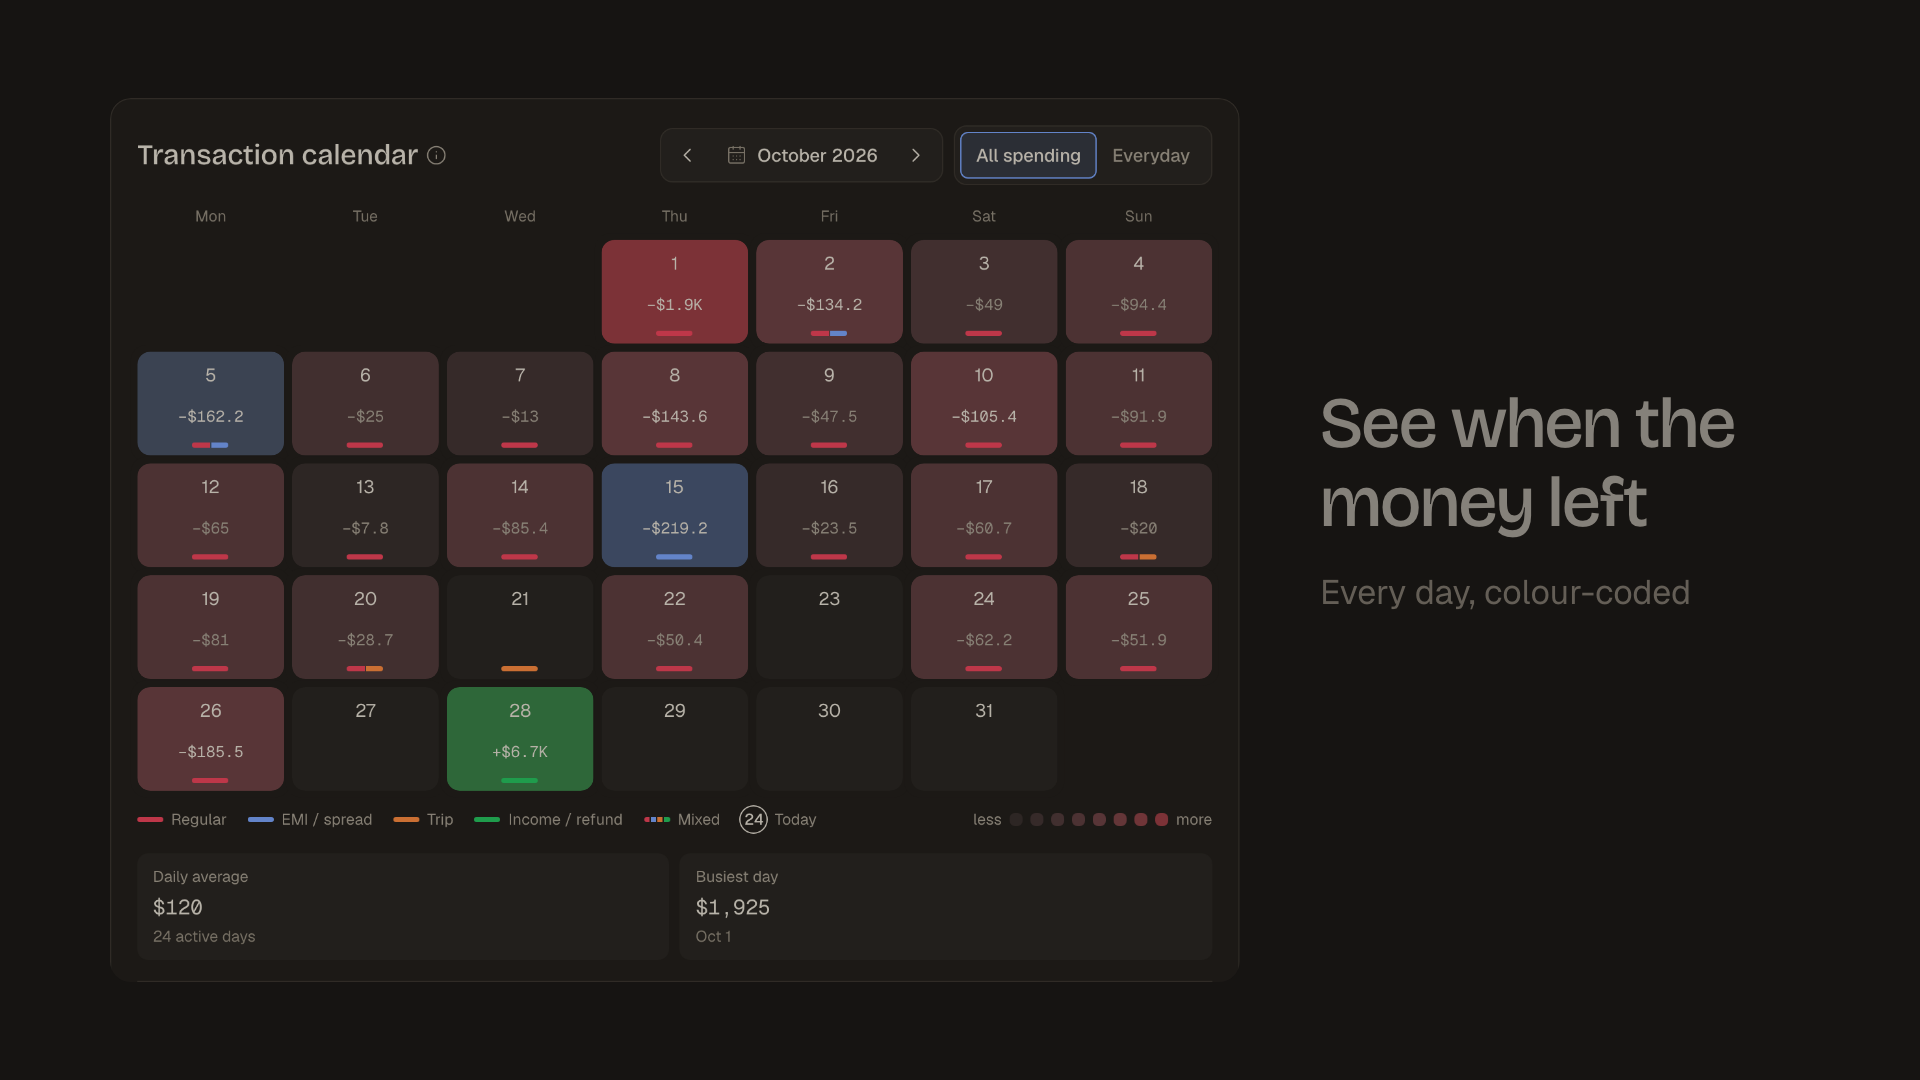 Transaction calendar
October 2026
All spending
Everyday
Mon Tue Wed Thu Fri Sat Sun
1 2 3 4
-$1.9K -$134.2 -$49 -$94.4
5 6 7 8 9 10 11
-$162.2 -$25 -$13 -$143.6 -$47.5 -$105.4 -$91.9
12 13 14 15 16 17 18
-$65 -$7.8 -$85.4 -$219.2 -$23.5 -$60.7 -$20
19 20 21 22 23 24 25
-$81 -$28.7 -$50.4 -$62.2 -$51.9
26 27 28 29 30 31
-$185.5 +$6.7K
Regular EMI / spread Trip Income / refund Mixed 24 Today less more
Daily average
$120
24 active days
Busiest day
$1,925
Oct 1
See when the
money left
Every day, colour-coded